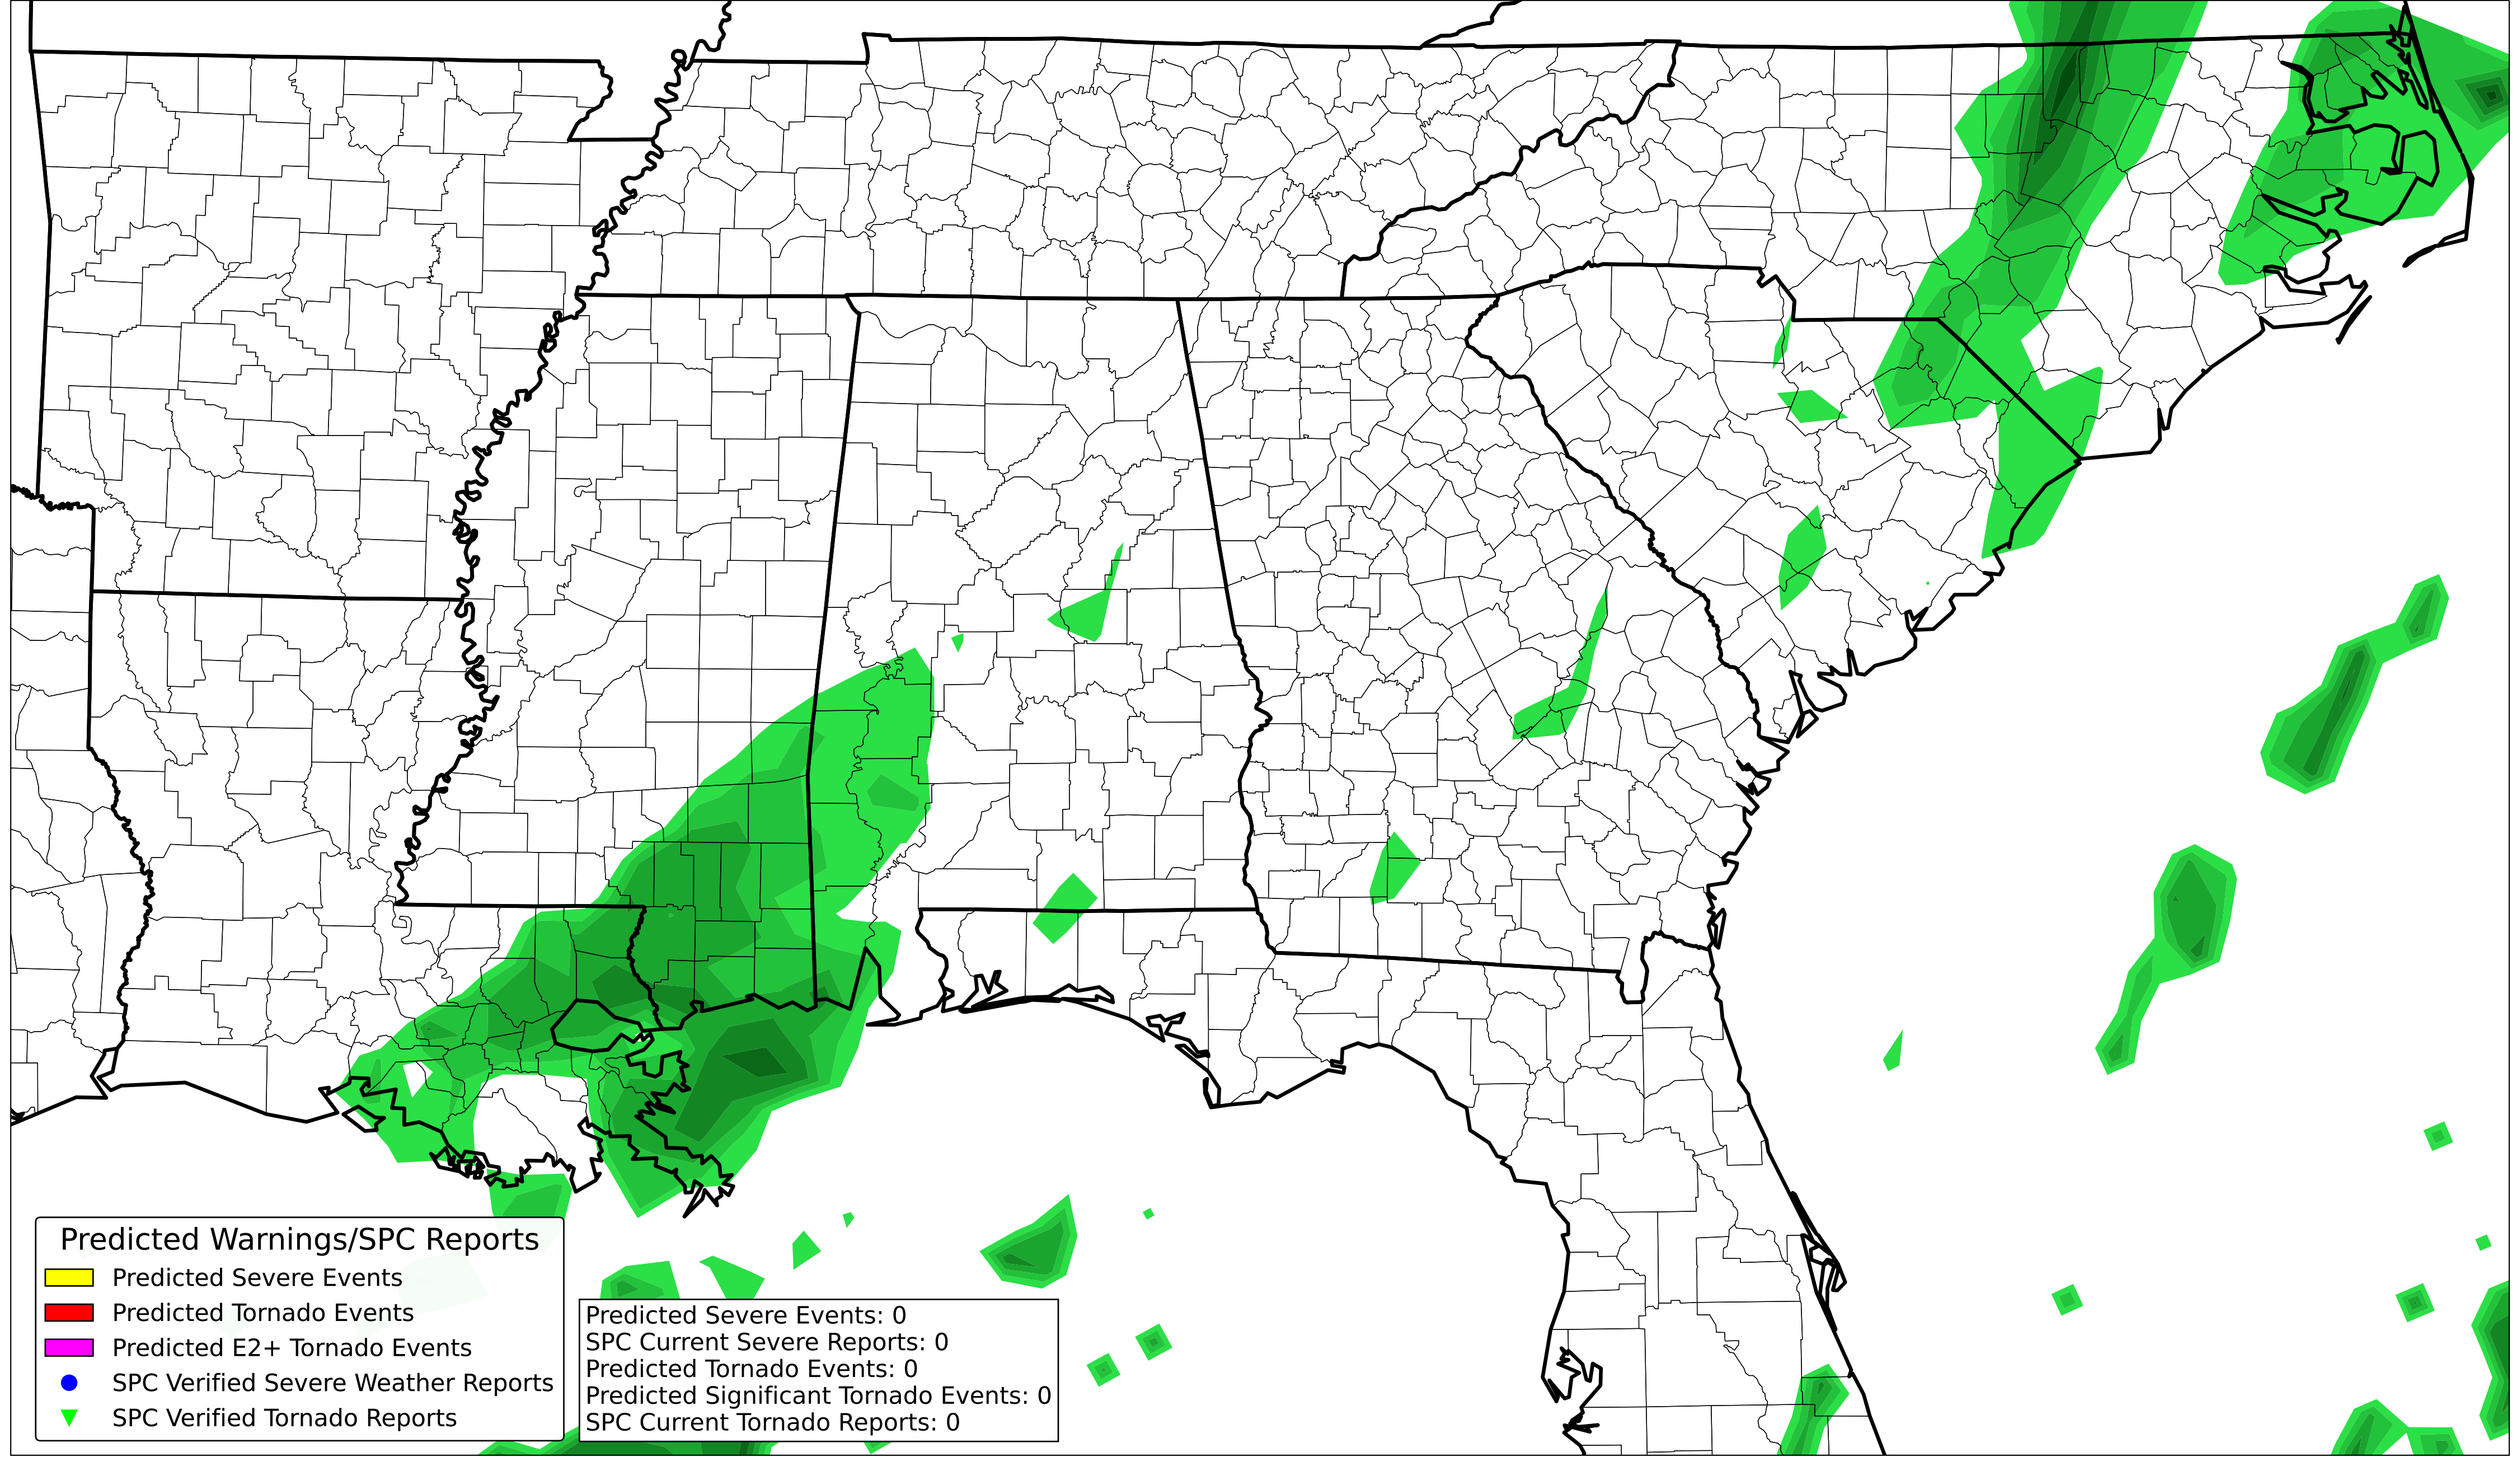 Predicted Warnings/SPC Reports
Predicted Severe Events
Predicted Tornado Events
Predicted E2+ Tornado Events
SPC Verified Severe Weather Reports
SPC Verified Tornado Reports
Predicted Severe Events: 0
SPC Current Severe Reports: 0
Predicted Tornado Events: 0
Predicted Significant Tornado Events: 0
SPC Current Tornado Reports: 0